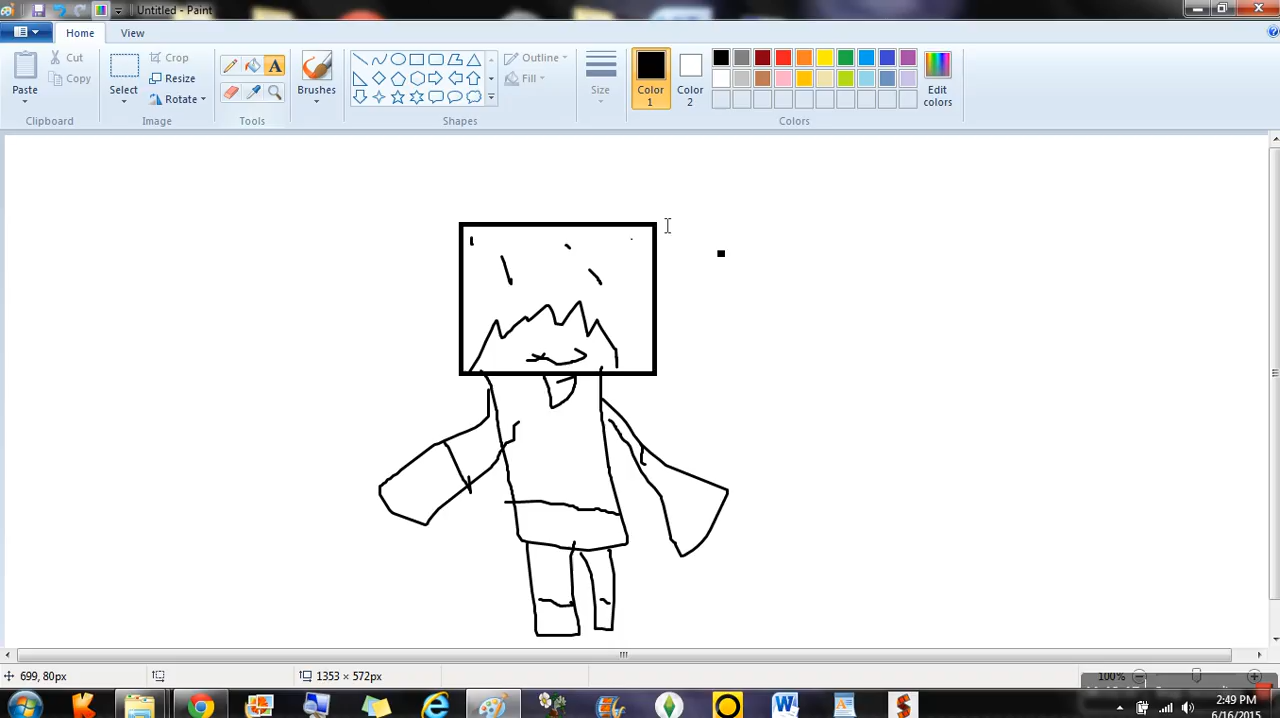 Untitled - Paint
Home View
Paste
Cut
Copy
Clipboard
Select
Crop
Resize
Rotate
Image
A
Tools
Brushes
Shapes
Outline
Fill
Size
Color 1
Color 2
Edit colors
Colors
699, 80px
1353 × 572px
100%
2:49 PM
6/16/2015